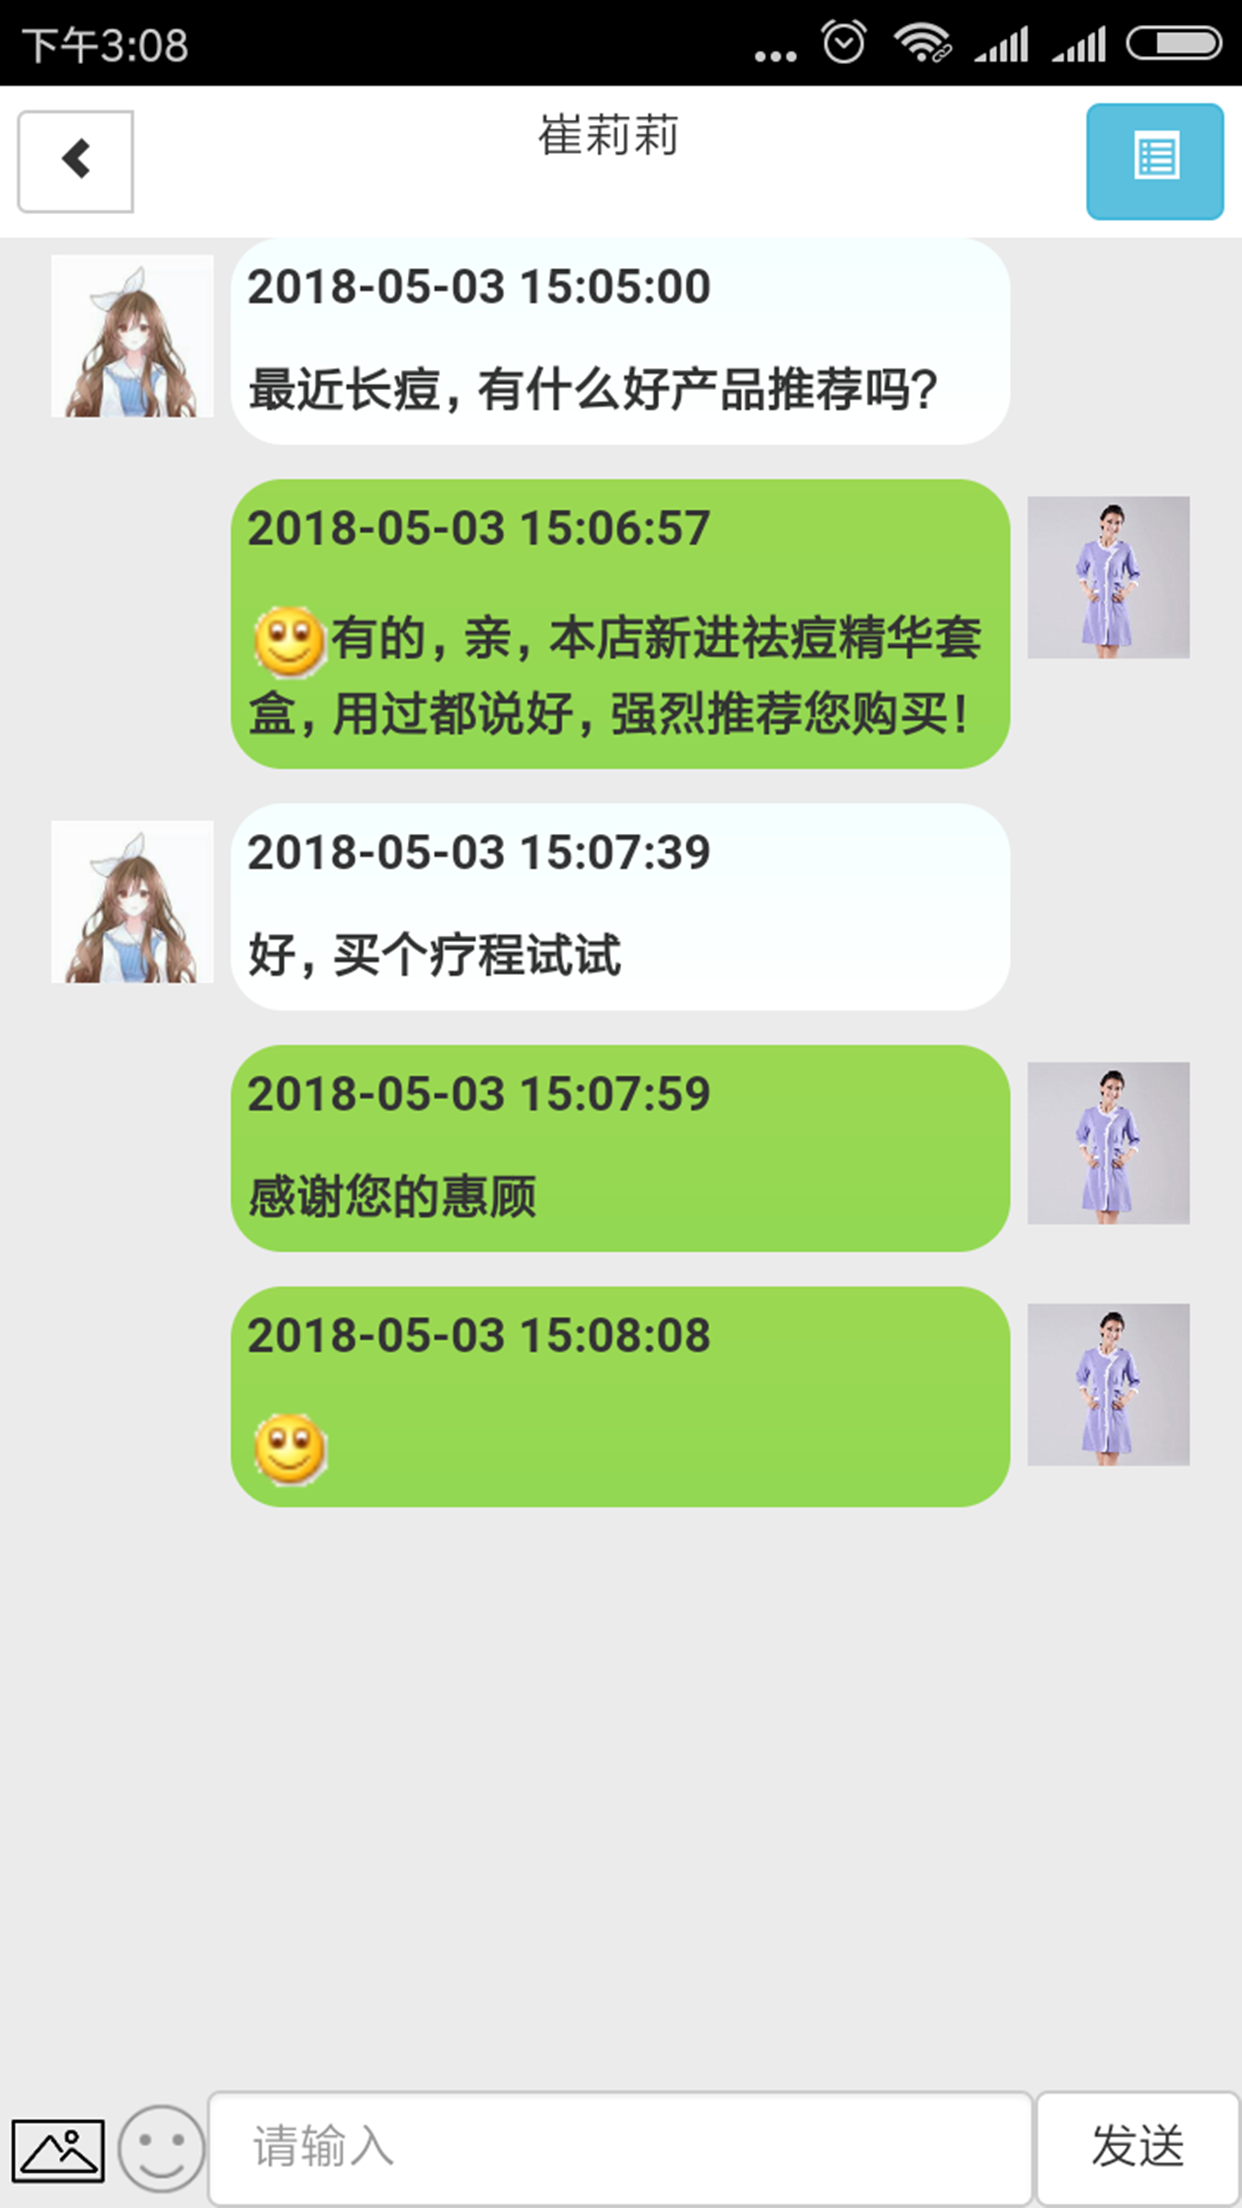 下午3:08
崔莉莉
2018-05-03 15:05:00
最近长痘，有什么好产品推荐吗?
2018-05-03 15:06:57
有的，亲，本店新进祛痘精华套
盒，用过都说好，强烈推荐您购买！
2018-05-03 15:07:39
好，买个疗程试试
2018-05-03 15:07:59
感谢您的惠顾
2018-05-03 15:08:08
请输入
发送